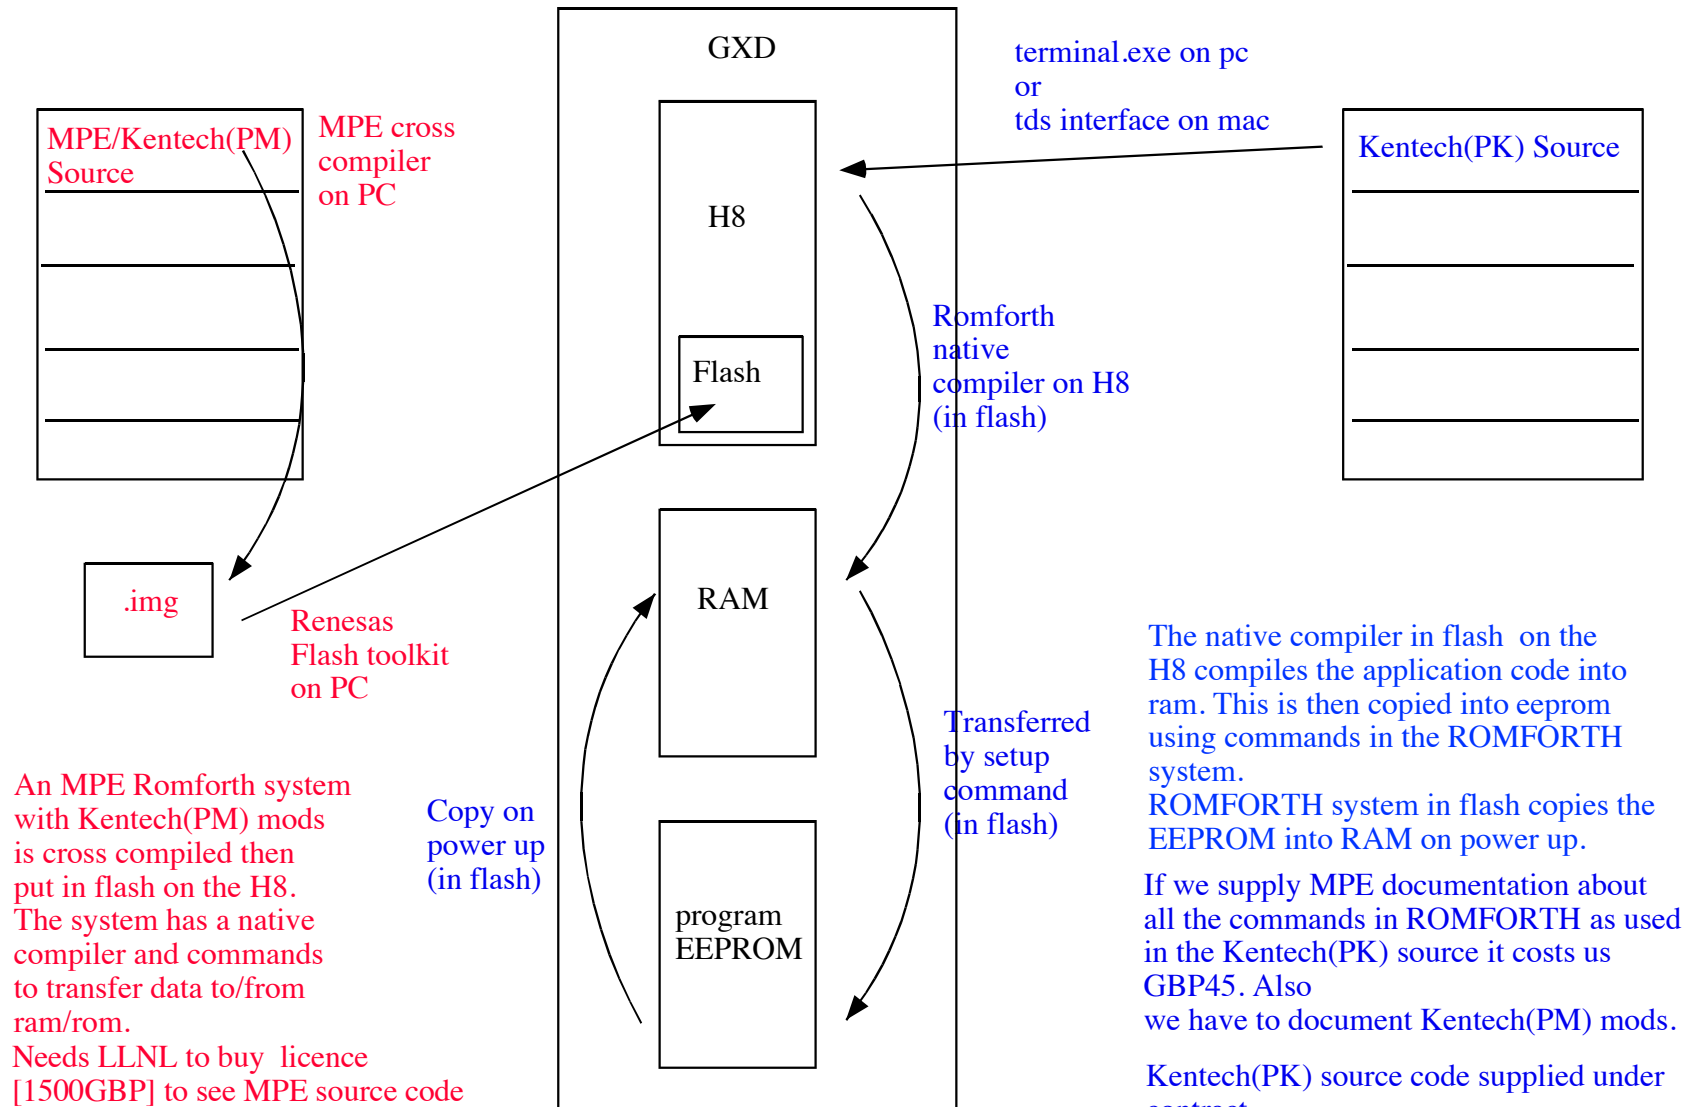 GXD
terminal.exe on pc
or
tds interface on mac
MPE/Kentech(PM)
Source
MPE cross
compiler
on PC
Kentech(PK) Source
H8
Flash
Romforth
native
compiler on H8
(in flash)
.img
Renesas
Flash toolkit
on PC
RAM
The native compiler in flash  on the
H8 compiles the application code into
ram. This is then copied into eeprom
using commands in the ROMFORTH
system.
ROMFORTH system in flash copies the
EEPROM into RAM on power up.
Transferred
by setup
command
(in flash)
An MPE Romforth system
with Kentech(PM) mods
is cross compiled then
put in flash on the H8.
The system has a native
compiler and commands
to transfer data to/from
ram/rom.
Needs LLNL to buy  licence
[1500GBP] to see MPE source code
Copy on
power up
(in flash)
program
EEPROM
If we supply MPE documentation about
all the commands in ROMFORTH as used
in the Kentech(PK) source it costs us
GBP45. Also
we have to document Kentech(PM) mods.
Kentech(PK) source code supplied under